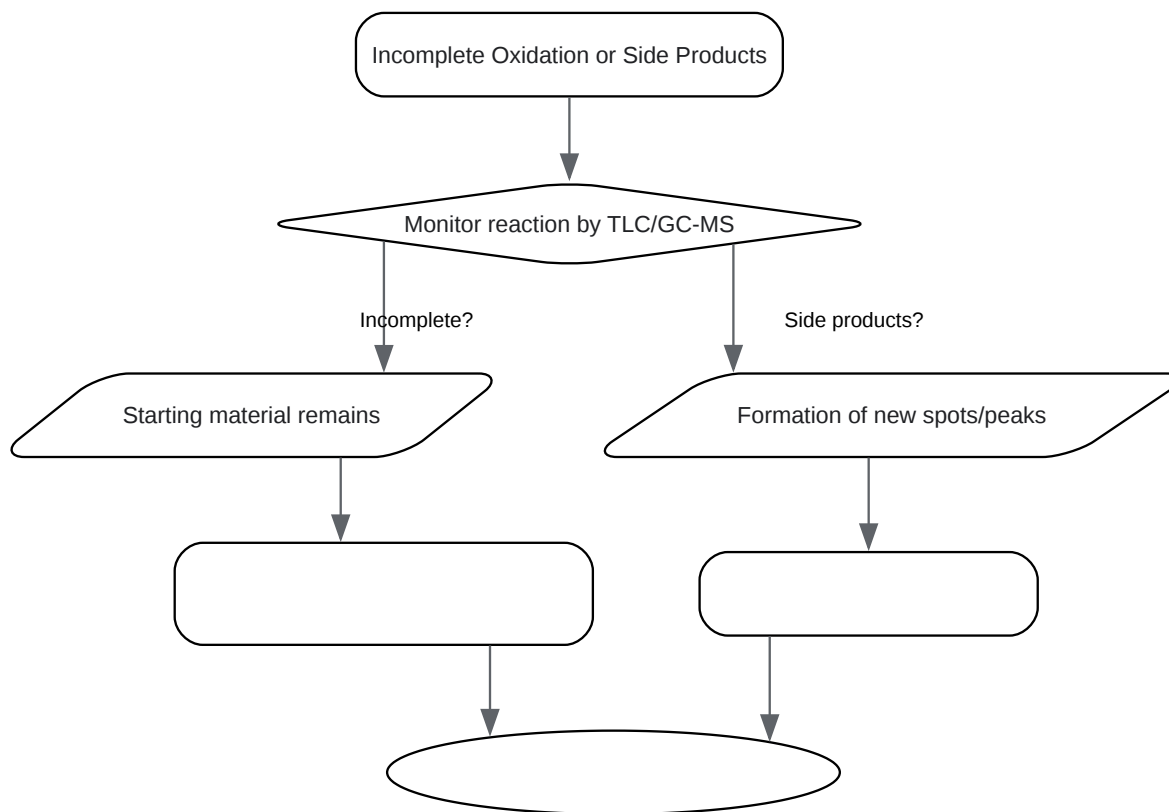 Incomplete Oxidation or Side Products
Monitor reaction by TLC/GC-MS
Incomplete?
Side products?
Starting material remains
Formation of new spots/peaks